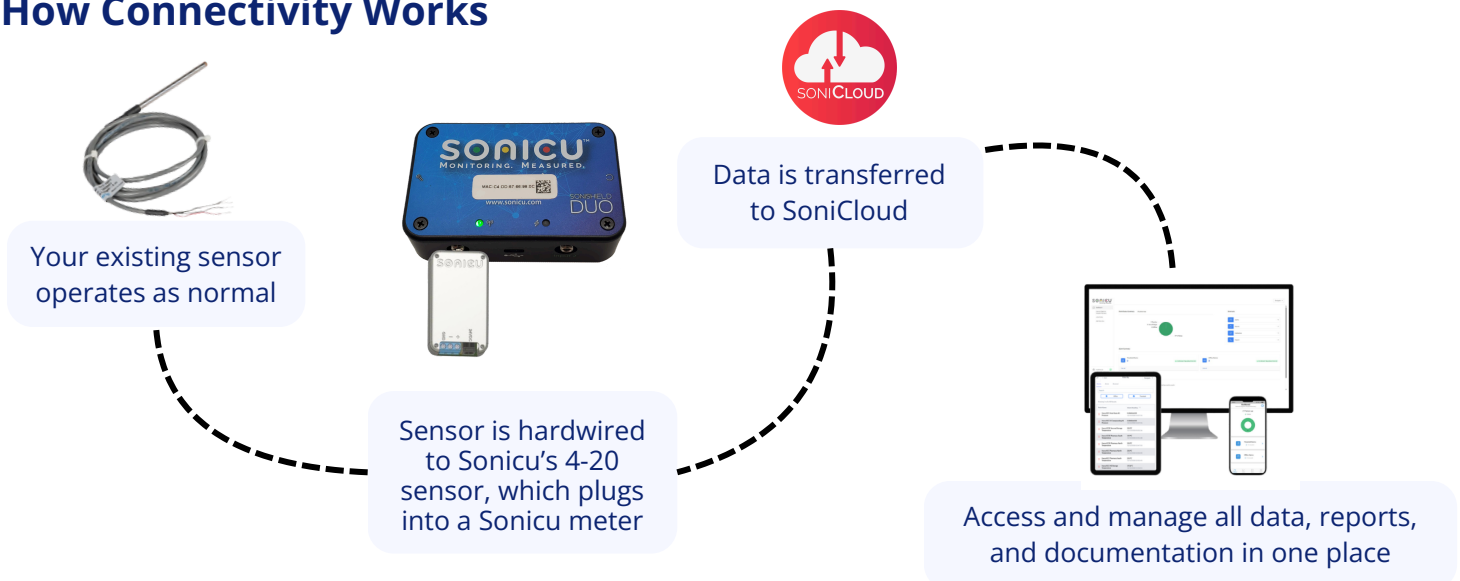 How Connectivity Works
Your existing sensor
operates as normal
SONICU™
MONITORING. MEASURED.
www.sonicu.com
DUO
SONICU
Sensor is hardwired
to Sonicu's 4-20
sensor, which plugs
into a Sonicu meter
SONICLOUD
Data is transferred
to SoniCloud
SONICU
Access and manage all data, reports,
and documentation in one place